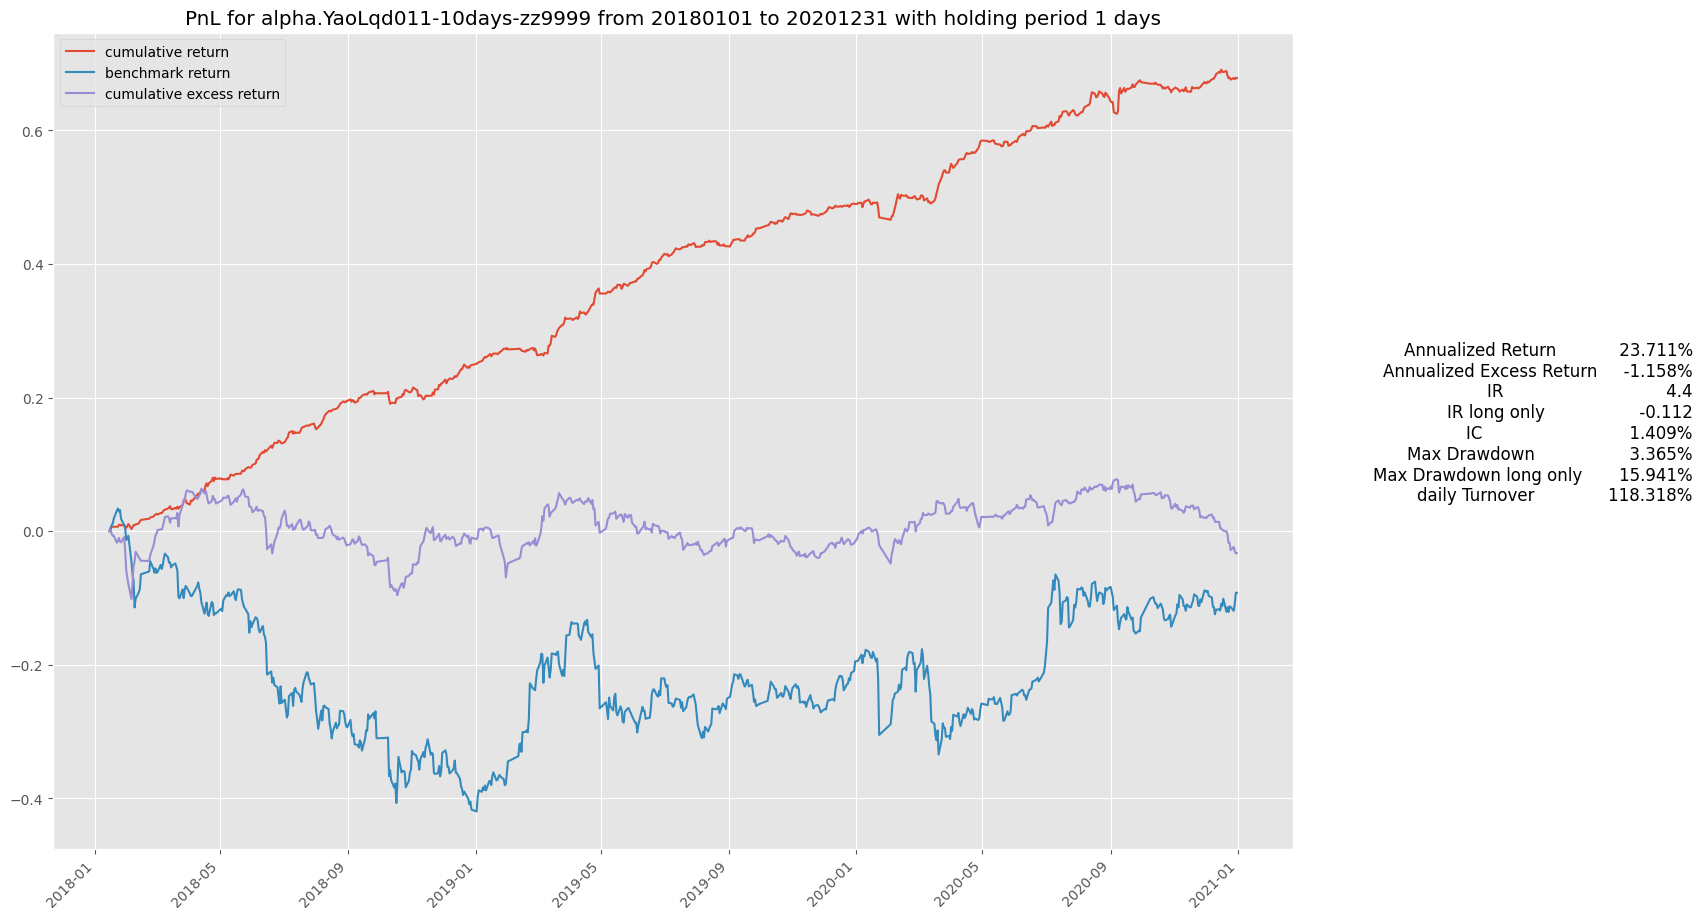 PnL for alpha.YaoLqd011-10days-zz9999 from 20180101 to 20201231 with holding period 1 days
cumulative return
benchmark return
cumulative excess return
0.6
0.4
0.2
0.0
−0.2
−0.4
2018-01
2018-05
2018-09
2019-01
2019-05
2019-09
2020-01
2020-05
2020-09
2021-01
Annualized Return 23.711%
Annualized Excess Return -1.158%
IR 4.4
IR long only -0.112
IC 1.409%
Max Drawdown 3.365%
Max Drawdown long only 15.941%
daily Turnover 118.318%